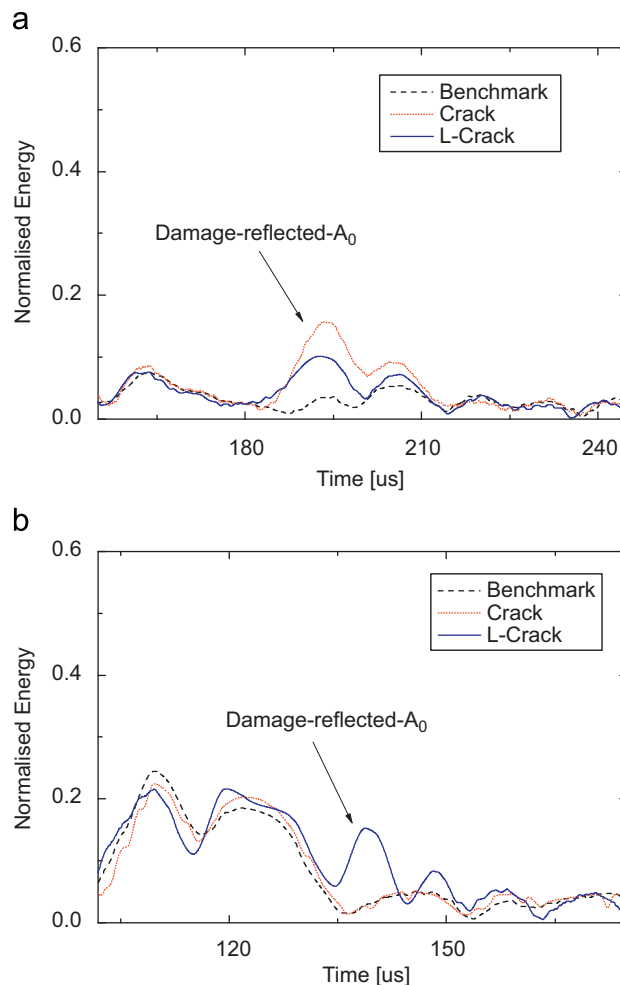 a
0.6
0.4
0.2
0.0
Normalised Energy
Benchmark
Crack
L-Crack
Damage-reflected-A₀
180
210
240
Time [us]
b
0.6
0.4
0.2
0.0
Normalised Energy
Benchmark
Crack
L-Crack
Damage-reflected-A₀
120
150
Time [us]